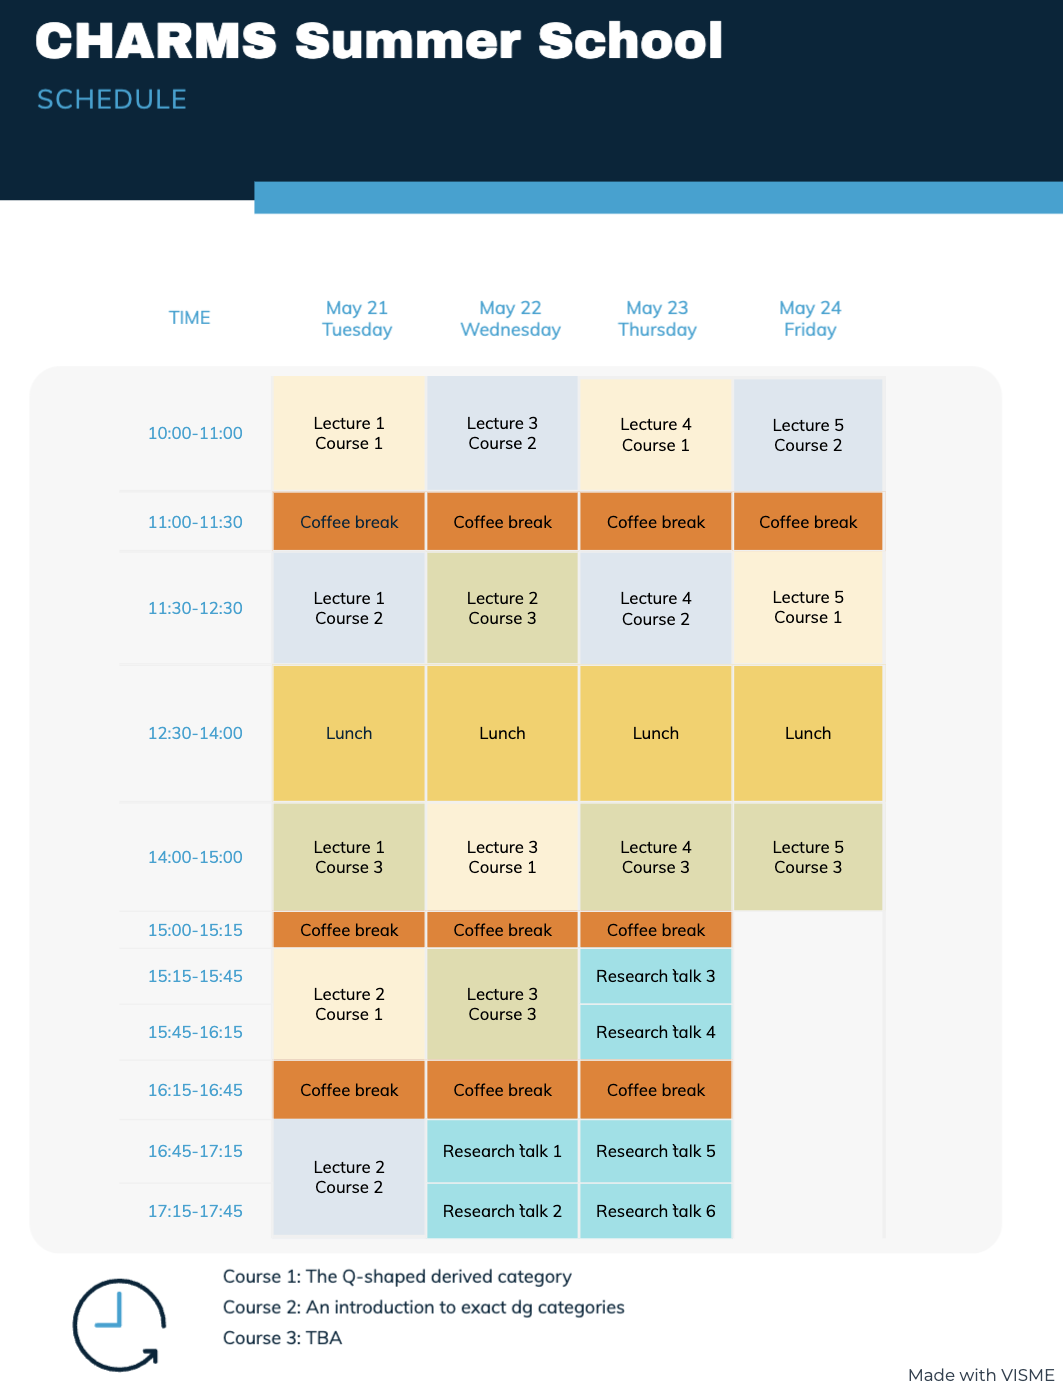 CHARMS Summer School
SCHEDULE
TIME
May 21
Tuesday
May 22
Wednesday
May 23
Thursday
May 24
Friday
10:00-11:00
Lecture 1
Course 1
Lecture 3
Course 2
Lecture 4
Course 1
Lecture 5
Course 2
11:00-11:30
Coffee break
Coffee break
Coffee break
Coffee break
11:30-12:30
Lecture 1
Course 2
Lecture 2
Course 3
Lecture 4
Course 2
Lecture 5
Course 1
12:30-14:00
Lunch
Lunch
Lunch
Lunch
14:00-15:00
Lecture 1
Course 3
Lecture 3
Course 1
Lecture 4
Course 3
Lecture 5
Course 3
15:00-15:15
Coffee break
Coffee break
Coffee break
15:15-15:45
Lecture 2
Course 1
Lecture 3
Course 3
Research talk 3
15:45-16:15
Research talk 4
16:15-16:45
Coffee break
Coffee break
Coffee break
16:45-17:15
Lecture 2
Course 2
Research talk 1
Research talk 5
17:15-17:45
Research talk 2
Research talk 6
Course 1: The Q-shaped derived category
Course 2: An introduction to exact dg categories
Course 3: TBA
Made with VISME